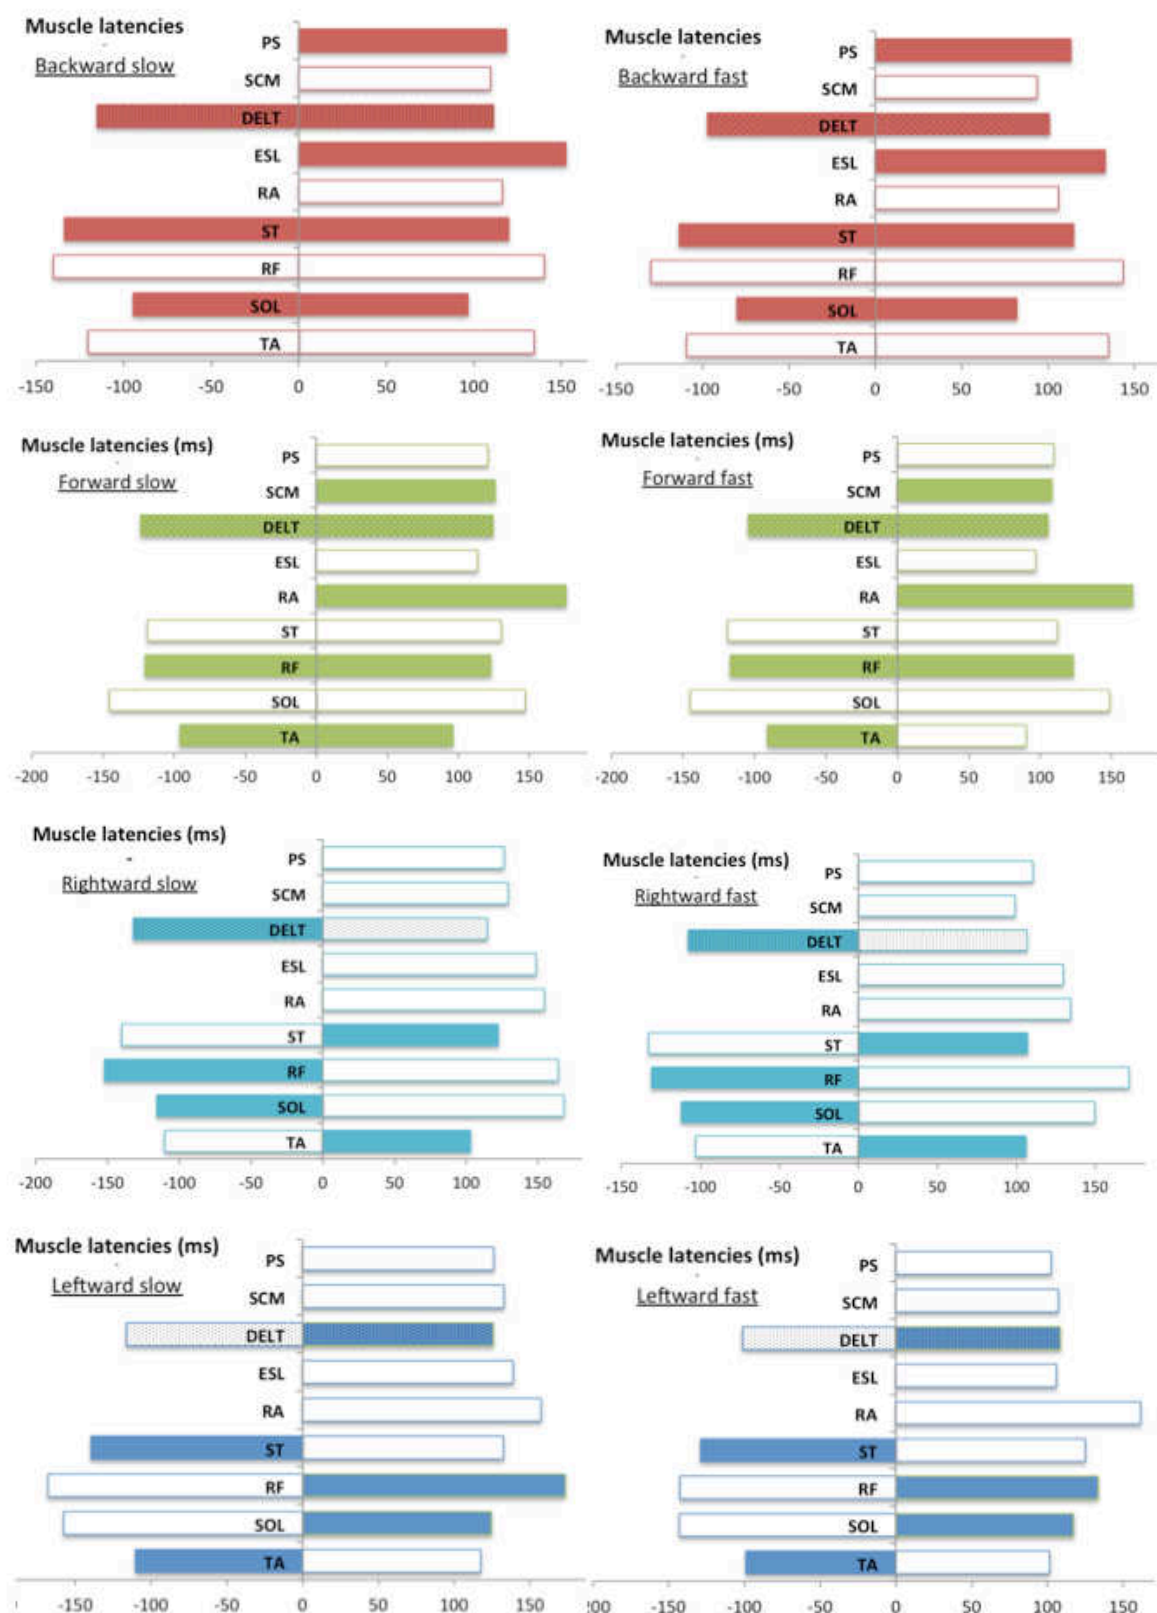 Muscle latencies
-
Backward slow
PS
SCM
DELT
ESL
RA
ST
RF
SOL
TA
-150 -100 -50 0 50 100 150
Muscle latencies
-
Backward fast
PS
SCM
DELT
ESL
RA
ST
RF
SOL
TA
-150 -100 -50 0 50 100 150
Muscle latencies (ms)
-
Forward slow
PS
SCM
DELT
ESL
RA
ST
RF
SOL
TA
-200 -150 -100 -50 0 50 100 150
Muscle latencies (ms)
-
Forward fast
PS
SCM
DELT
ESL
RA
ST
RF
SOL
TA
-200 -150 -100 -50 0 50 100 150
Muscle latencies (ms)
-
Rightward slow
PS
SCM
DELT
ESL
RA
ST
RF
SOL
TA
-200 -150 -100 -50 0 50 100 150
Muscle latencies (ms)
-
Rightward fast
PS
SCM
DELT
ESL
RA
ST
RF
SOL
TA
-150 -100 -50 0 50 100 150
Muscle latencies (ms)
-
Leftward slow
PS
SCM
DELT
ESL
RA
ST
RF
SOL
TA
-150 -100 -50 0 50 100 150
Muscle latencies (ms)
-
Leftward fast
PS
SCM
DELT
ESL
RA
ST
RF
SOL
TA
200 -150 -100 -50 0 50 100 150